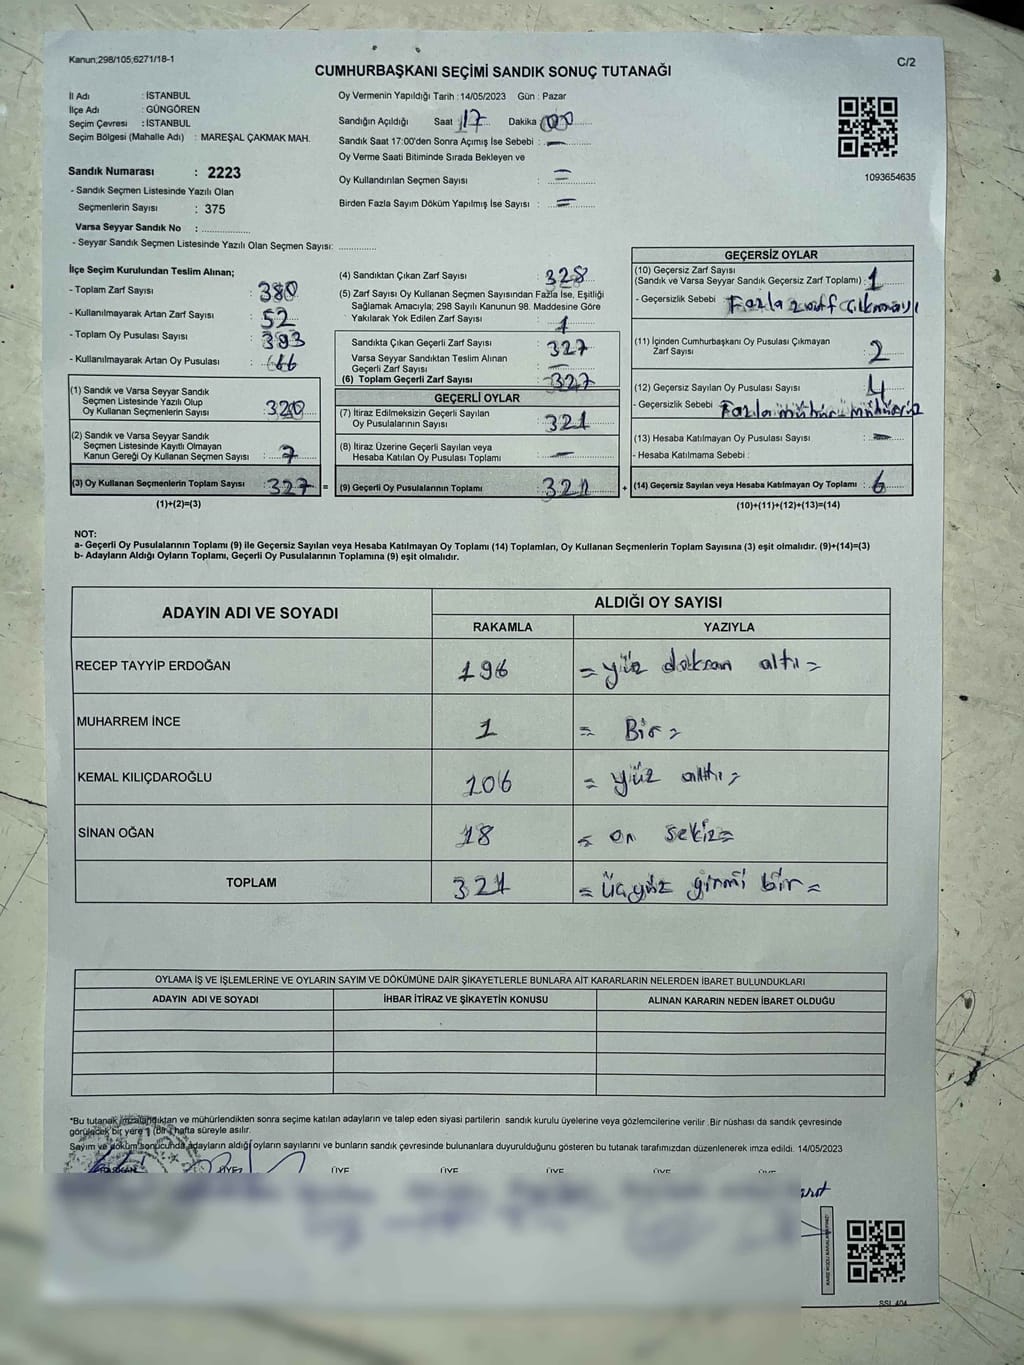 Kanun;298/105;6271/18-1
C/2
CUMHURBAŞKANI SEÇİMİ SANDIK SONUÇ TUTANAĞI
İl Adı : İSTANBUL
İlçe Adı : GÜNGÖREN
Seçim Çevresi : İSTANBUL
Seçim Bölgesi (Mahalle Adı) : MAREŞAL ÇAKMAK MAH.
Sandık Numarası : 2223
- Sandık Seçmen Listesinde Yazılı Olan
Seçmenlerin Sayısı : 375
Varsa Seyyar Sandık No :
- Seyyar Sandık Seçmen Listesinde Yazılı Olan Seçmen Sayısı:
Oy Vermenin Yapıldığı Tarih : 14/05/2023 Gün : Pazar
Sandığın Açıldığı Saat 17 Dakika 00
Sandık Saat 17:00'den Sonra Açımış İse Sebebi : —
Oy Verme Saati Bitiminde Sırada Bekleyen ve
Oy Kullandırılan Seçmen Sayısı : =
Birden Fazla Sayım Döküm Yapılmış İse Sayısı : =
1093654635
İlçe Seçim Kurulundan Teslim Alınan;
- Toplam Zarf Sayısı : 380
- Kullanılmayarak Artan Zarf Sayısı : 52
- Toplam Oy Pusulası Sayısı : 393
- Kullanılmayarak Artan Oy Pusulası : 66
(1) Sandık ve Varsa Seyyar Sandık
Seçmen Listesinde Yazılı Olup
Oy Kullanan Seçmenlerin Sayısı : 320
(2) Sandık ve Varsa Seyyar Sandık
Seçmen Listesinde Kayıtlı Olmayan
Kanun Gereği Oy Kullanan Seçmen Sayısı : 7
(3) Oy Kullanan Seçmenlerin Toplam Sayısı : 327 =
(1)+(2)=(3)
(4) Sandıktan Çıkan Zarf Sayısı : 328
(5) Zarf Sayısı Oy Kullanan Seçmen Sayısından Fazla İse, Eşitliği
Sağlamak Amacıyla; 298 Sayılı Kanunun 98. Maddesine Göre
Yakılarak Yok Edilen Zarf Sayısı : 1
Sandıkta Çıkan Geçerli Zarf Sayısı : 327
Varsa Seyyar Sandıktan Teslim Alınan
Geçerli Zarf Sayısı : —
(6) Toplam Geçerli Zarf Sayısı : 327
GEÇERLİ OYLAR
(7) İtiraz Edilmeksizin Geçerli Sayılan
Oy Pusulalarının Sayısı : 321
(8) İtiraz Üzerine Geçerli Sayılan veya
Hesaba Katılan Oy Pusulası Toplamı : —
(9) Geçerli Oy Pusulalarının Toplamı : 321 +
GEÇERSİZ OYLAR
(10) Geçersiz Zarf Sayısı
(Sandık ve Varsa Seyyar Sandık Geçersiz Zarf Toplamı) : 1
- Geçersizlik Sebebi : Fazla zarf çıkması
(11) İçinden Cumhurbaşkanı Oy Pusulası Çıkmayan
Zarf Sayısı : 2
(12) Geçersiz Sayılan Oy Pusulası Sayısı : 4
- Geçersizlik Sebebi : Fazla mühür mühürsüz
(13) Hesaba Katılmayan Oy Pusulası Sayısı : —
- Hesaba Katılmama Sebebi :
(14) Geçersiz Sayılan veya Hesaba Katılmayan Oy Toplamı : 6
(10)+(11)+(12)+(13)=(14)
NOT:
a- Geçerli Oy Pusulalarının Toplamı (9) ile Geçersiz Sayılan veya Hesaba Katılmayan Oy Toplamı (14) Toplamları, Oy Kullanan Seçmenlerin Toplam Sayısına (3) eşit olmalıdır. (9)+(14)=(3)
b- Adayların Aldığı Oyların Toplamı, Geçerli Oy Pusulalarının Toplamına (9) eşit olmalıdır.
ADAYIN ADI VE SOYADI
ALDIĞI OY SAYISI
RAKAMLA YAZIYLA
RECEP TAYYİP ERDOĞAN 196 = yüz doksan altı =
MUHARREM İNCE 1 = Bir =
KEMAL KILIÇDAROĞLU 106 = yüz altı =
SİNAN OĞAN 18 = on sekiz =
TOPLAM 321 = üçyüz yirmi bir =
OYLAMA İŞ VE İŞLEMLERİNE VE OYLARIN SAYIM VE DÖKÜMÜNE DAİR ŞİKAYETLERLE BUNLARA AİT KARARLARIN NELERDEN İBARET BULUNDUKLARI
ADAYIN ADI VE SOYADI İHBAR İTİRAZ VE ŞİKAYETİN KONUSU ALINAN KARARIN NEDEN İBARET OLDUĞU
*Bu tutanak imzalandıktan ve mühürlendikten sonra seçime katılan adayların ve talep eden siyasi partilerin sandık kurulu üyelerine veya gözlemcilerine verilir .Bir nüshası da sandık çevresinde
görülecek bir yere 1 (Bir) hafta süreyle asılır.
Sayım ve döküm sonucunda adayların aldığı oyların sayılarını ve bunların sandık çevresinde bulunanlara duyurulduğunu gösteren bu tutanak tarafımızdan düzenlenerek imza edildi. 14/05/2023
BAŞKAN ÜYE ÜYE ÜYE ÜYE ÜYE ÜYE
SSL 404